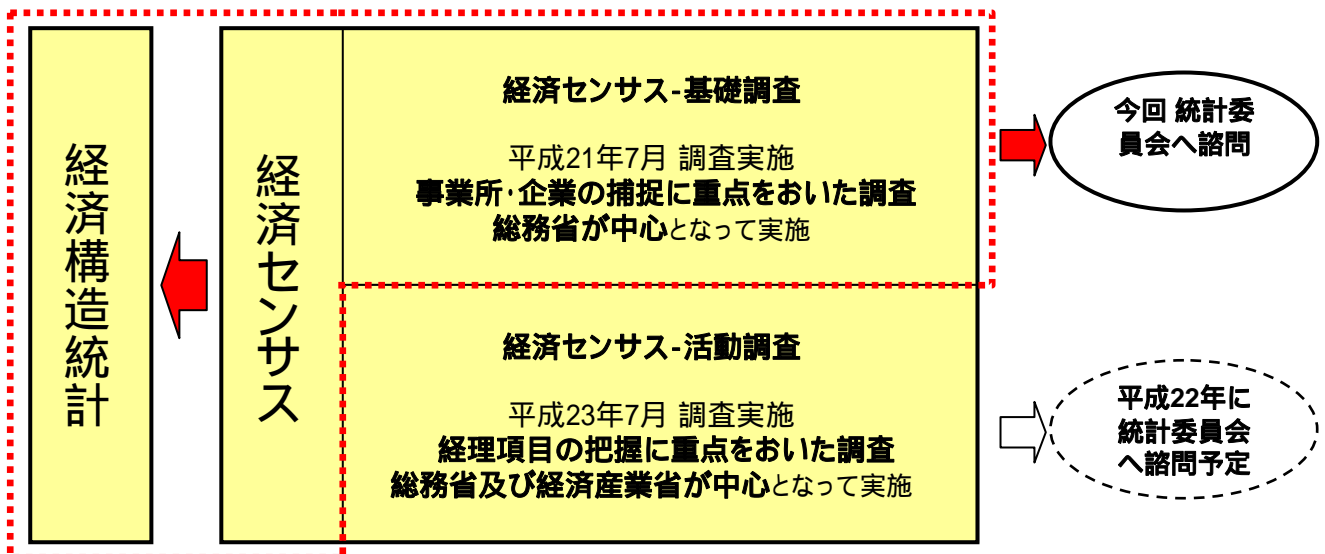 経済構造統計
経済センサス
経済センサス-基礎調査
平成21年7月 調査実施
事業所・企業の捕捉に重点をおいた調査
総務省が中心となって実施
今回 統計委
員会へ諮問
経済センサス-活動調査
平成23年7月 調査実施
経理項目の把握に重点をおいた調査
総務省及び経済産業省が中心となって実施
平成22年に
統計委員会
へ諮問予定